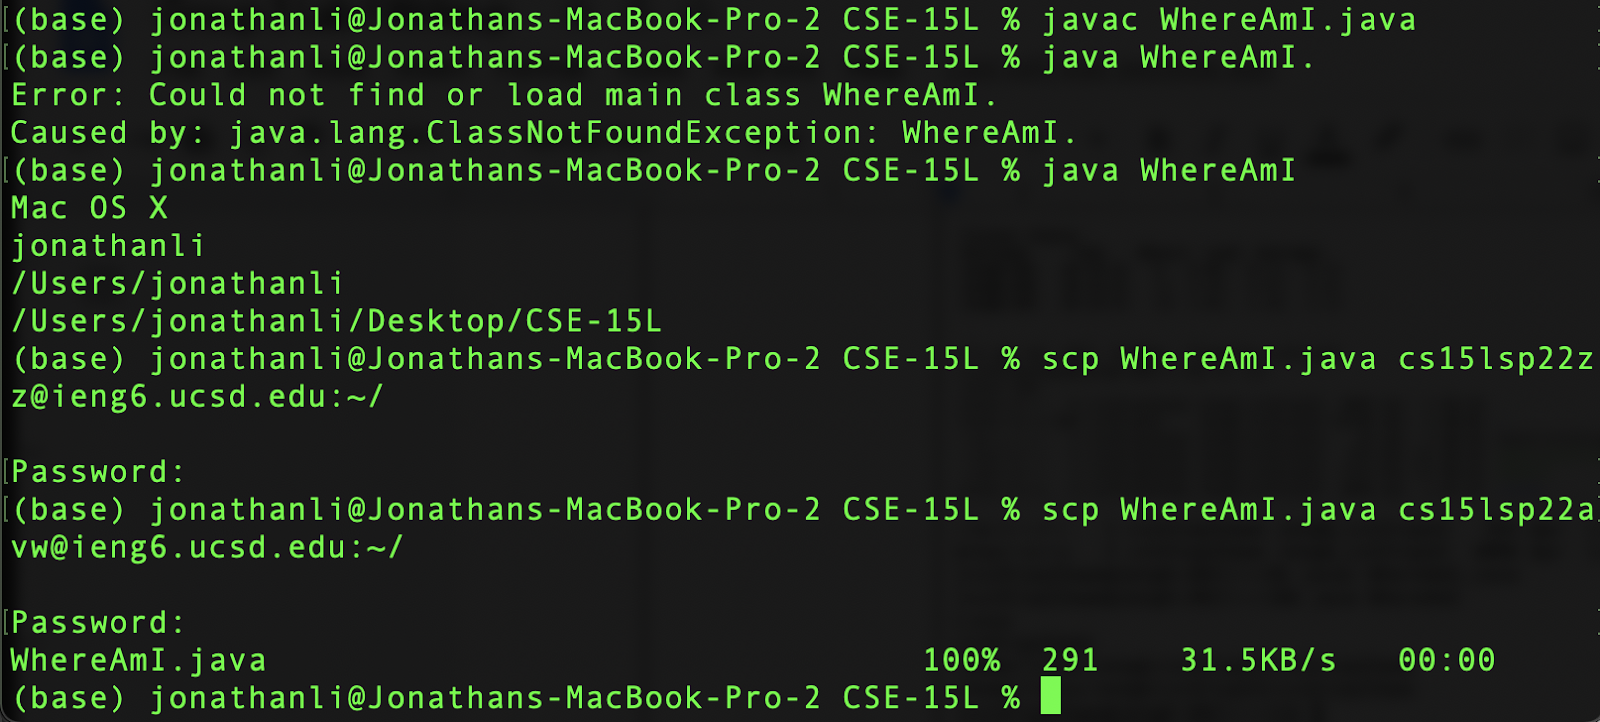 (base) jonathanli@Jonathans-MacBook-Pro-2 CSE-15L % javac WhereAmI.java
(base) jonathanli@Jonathans-MacBook-Pro-2 CSE-15L % java WhereAmI.
Error: Could not find or load main class WhereAmI.
Caused by: java.lang.ClassNotFoundException: WhereAmI.
(base) jonathanli@Jonathans-MacBook-Pro-2 CSE-15L % java WhereAmI
Mac OS X
jonathanli
/Users/jonathanli
/Users/jonathanli/Desktop/CSE-15L
(base) jonathanli@Jonathans-MacBook-Pro-2 CSE-15L % scp WhereAmI.java cs15lsp22z
z@ieng6.ucsd.edu:~/
Password:
(base) jonathanli@Jonathans-MacBook-Pro-2 CSE-15L % scp WhereAmI.java cs15lsp22a
vw@ieng6.ucsd.edu:~/
Password:
WhereAmI.java 100% 291 31.5KB/s 00:00
(base) jonathanli@Jonathans-MacBook-Pro-2 CSE-15L %